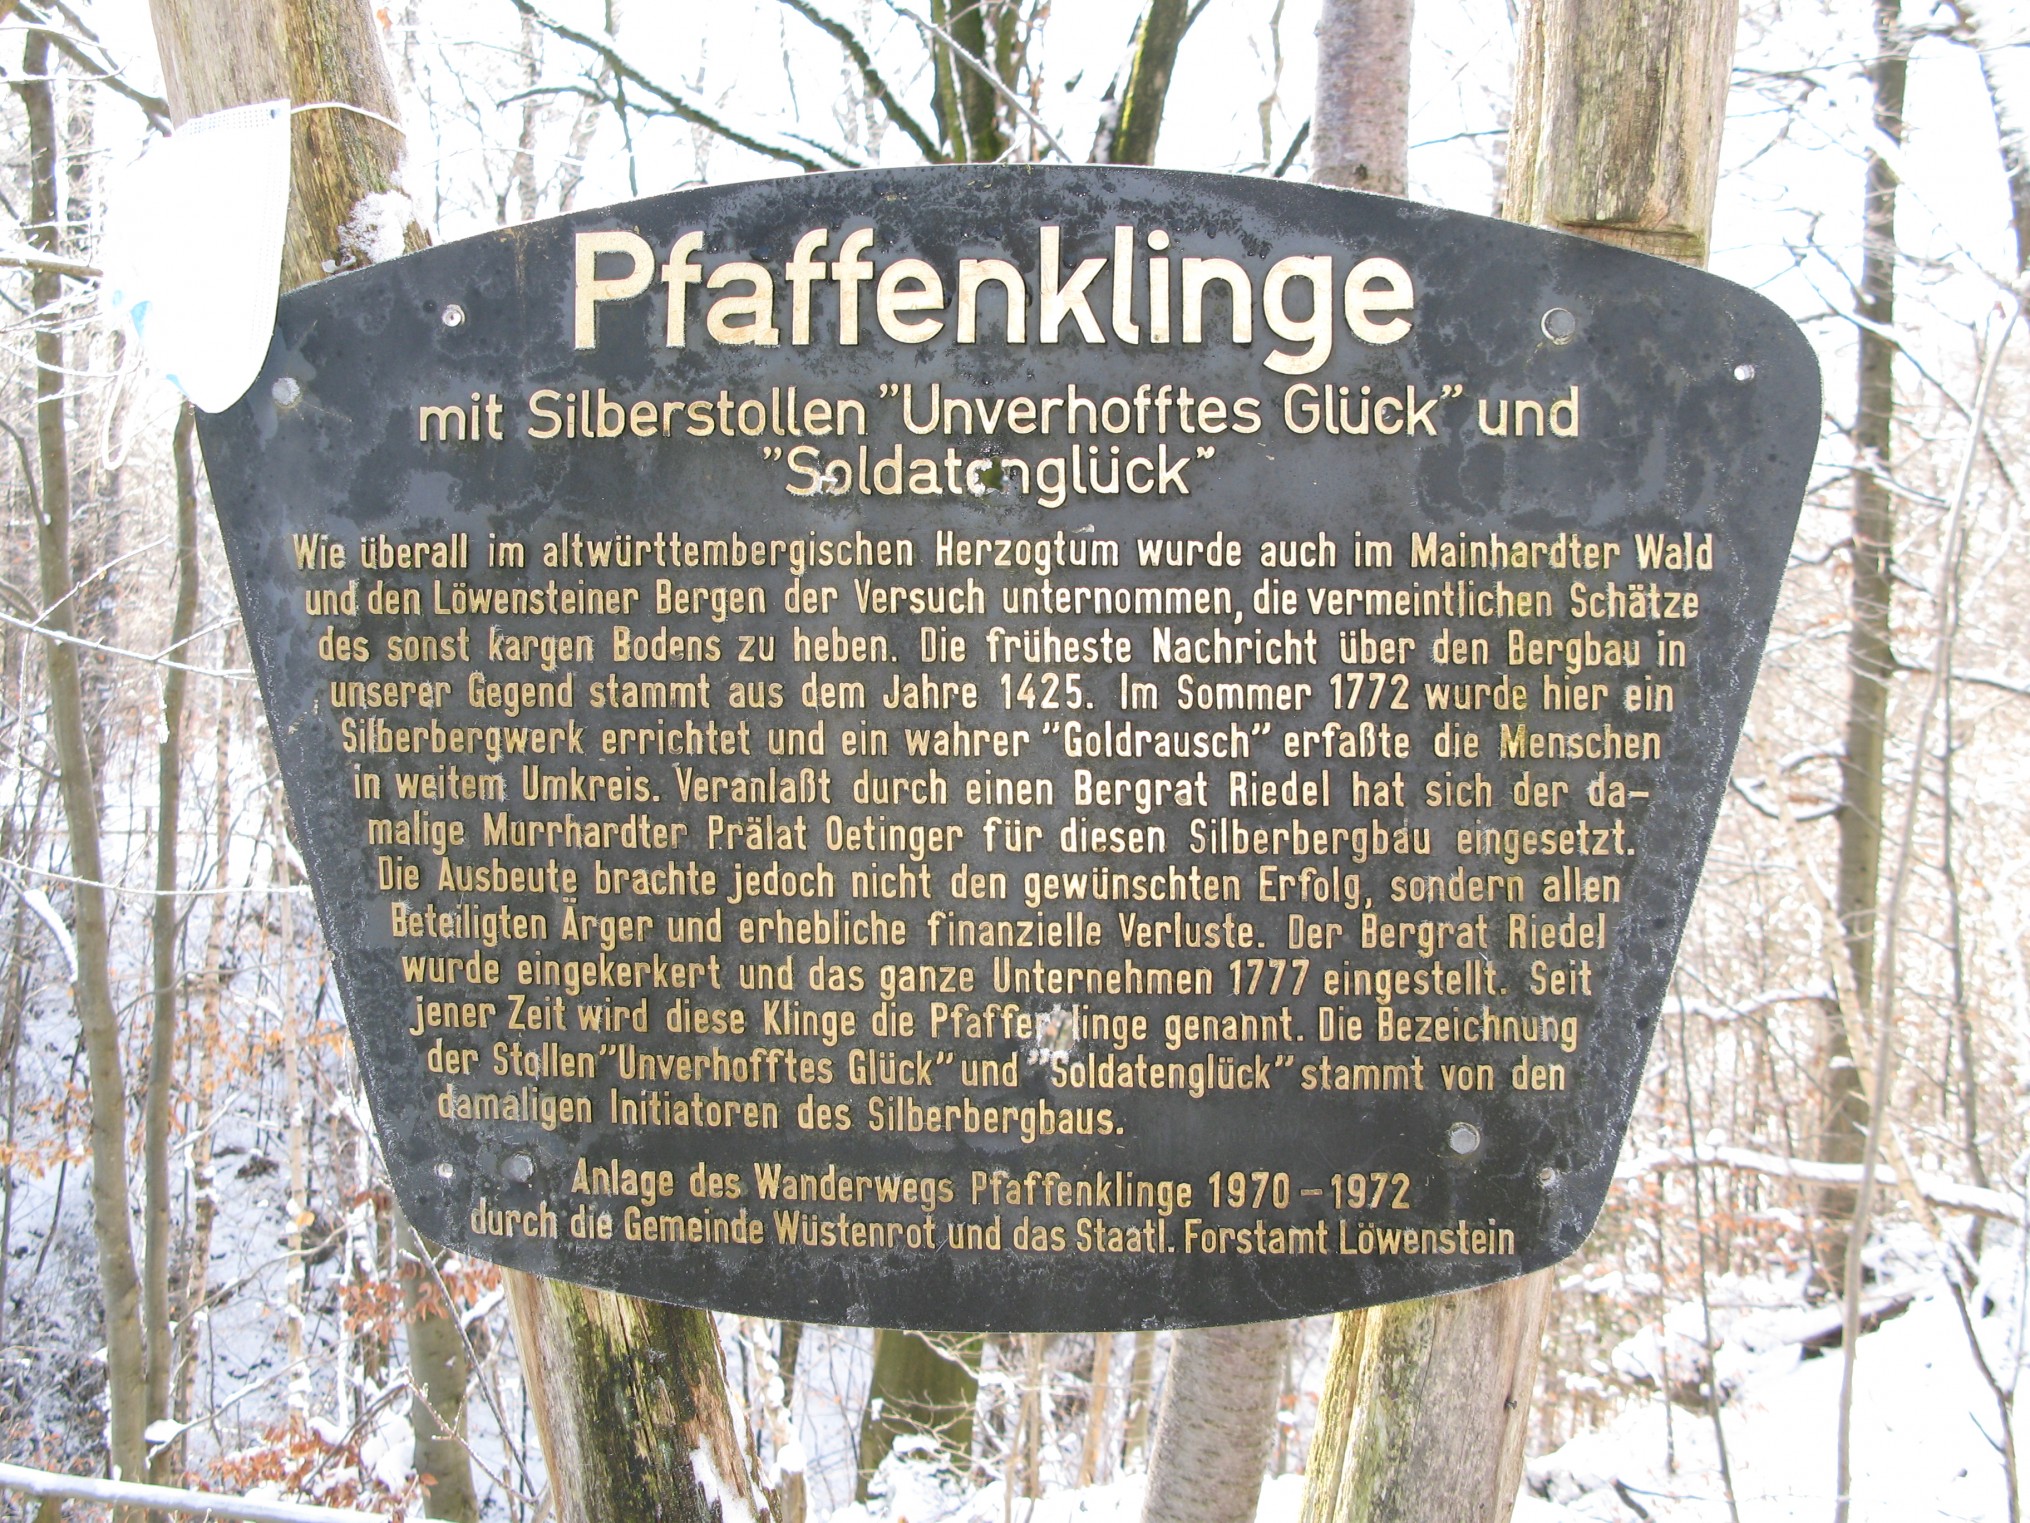 Pfaffenklinge
mit Silberstollen "Unverhofftes Glück" und
"Soldatenglück"
Wie überall im altwürttembergischen Herzogtum wurde auch im Mainhardter Wald
und den Löwensteiner Bergen der Versuch unternommen, die vermeintlichen Schätze
des sonst kargen Bodens zu heben. Die früheste Nachricht über den Bergbau in
unserer Gegend stammt aus dem Jahre 1425. Im Sommer 1772 wurde hier ein
Silberbergwerk errichtet und ein wahrer "Goldrausch" erfaßte die Menschen
in weitem Umkreis. Veranlaßt durch einen Bergrat Riedel hat sich der da-
malige Murrhardter Prälat Oetinger für diesen Silberbergbau eingesetzt.
Die Ausbeute brachte jedoch nicht den gewünschten Erfolg, sondern allen
Beteiligten Ärger und erhebliche finanzielle Verluste. Der Bergrat Riedel
wurde eingekerkert und das ganze Unternehmen 1777 eingestellt. Seit
jener Zeit wird diese Klinge die Pfaffenklinge genannt. Die Bezeichnung
der Stollen "Unverhofftes Glück" und "Soldatenglück" stammt von den
damaligen Initiatoren des Silberbergbaus.
Anlage des Wanderwegs Pfaffenklinge 1970 - 1972
durch die Gemeinde Wüstenrot und das Staatl. Forstamt Löwenstein